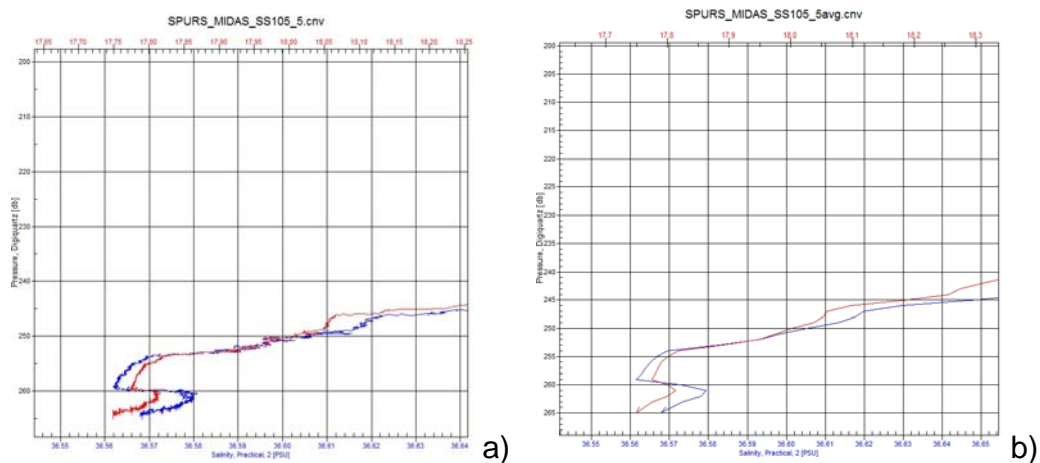 SPURS_MIDAS_SS105_5.cnv
17,65 17,70 17,75 17,80 17,85 17,90 17,95 18,00 18,05 18,10 18,15 18,20 18,25
200
210
220
230
240
250
260
Pressure, Digiquartz [db]
36.55 36.56 36.57 36.58 36.59 36.60 36.61 36.62 36.63 36.64
Salinity, Practical, 2 [PSU]
a)
SPURS_MIDAS_SS105_5avg.cnv
17,7 17,8 17,9 18,0 18,1 18,2 18,3
200
205
210
215
220
225
230
235
240
245
250
255
260
265
Pressure, Digiquartz [db]
36.55 36.56 36.57 36.58 36.59 36.60 36.61 36.62 36.63 36.64 36.65
Salinity, Practical, 2 [PSU]
b)